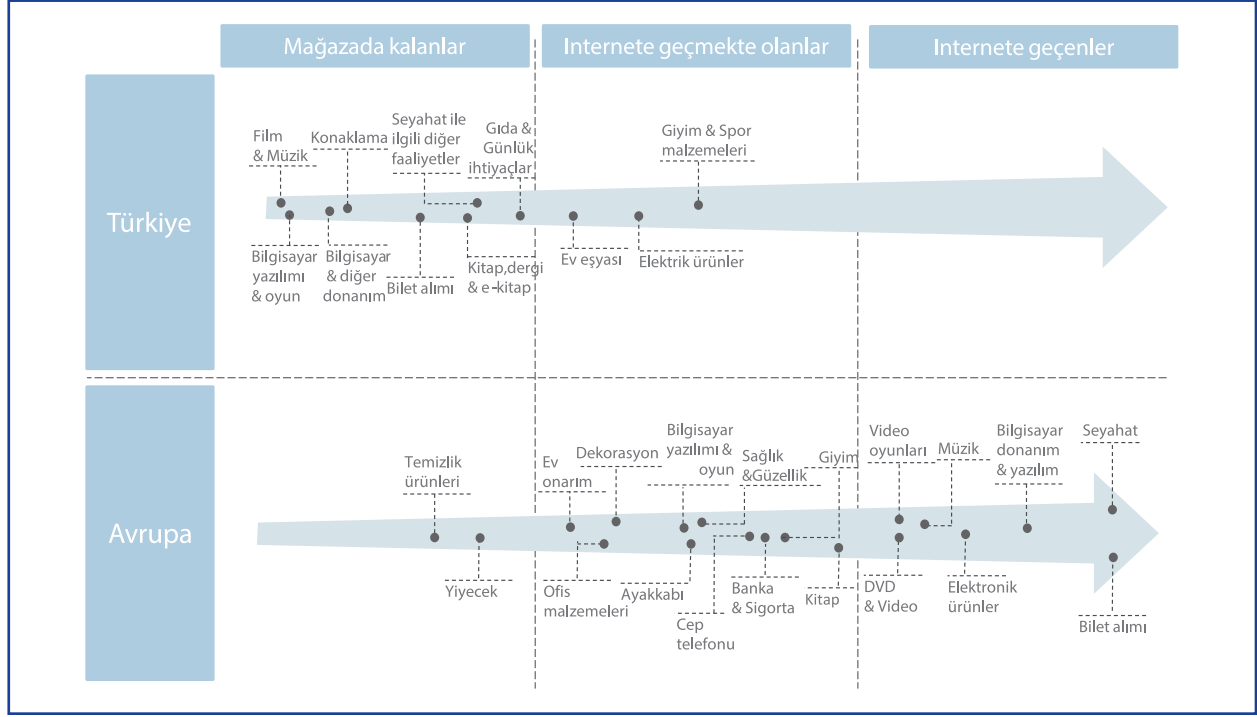 Mağazada kalanlar
Internete geçmekte olanlar
Internete geçenler
Türkiye
Film
& Müzik
Konaklama
Seyahat ile
ilgili diğer
faaliyetler
Gıda &
Günlük
ihtiyaçlar
Giyim & Spor
malzemeleri
Bilgisayar
yazılımı
& oyun
Bilgisayar
& diğer
donanım
Bilet alımı
Kitap,dergi
& e-kitap
Ev eşyası
Elektrik ürünler
Avrupa
Temizlik
ürünleri
Ev
onarım
Dekorasyon
Bilgisayar
yazılımı &
oyun
Sağlık
&Güzellik
Giyim
Video
oyunları
Müzik
Bilgisayar
donanım
& yazılım
Seyahat
Yiyecek
Ofis
malzemeleri
Ayakkabı
Cep
telefonu
Banka
& Sigorta
Kitap
DVD
& Video
Elektronik
ürünler
Bilet alımı